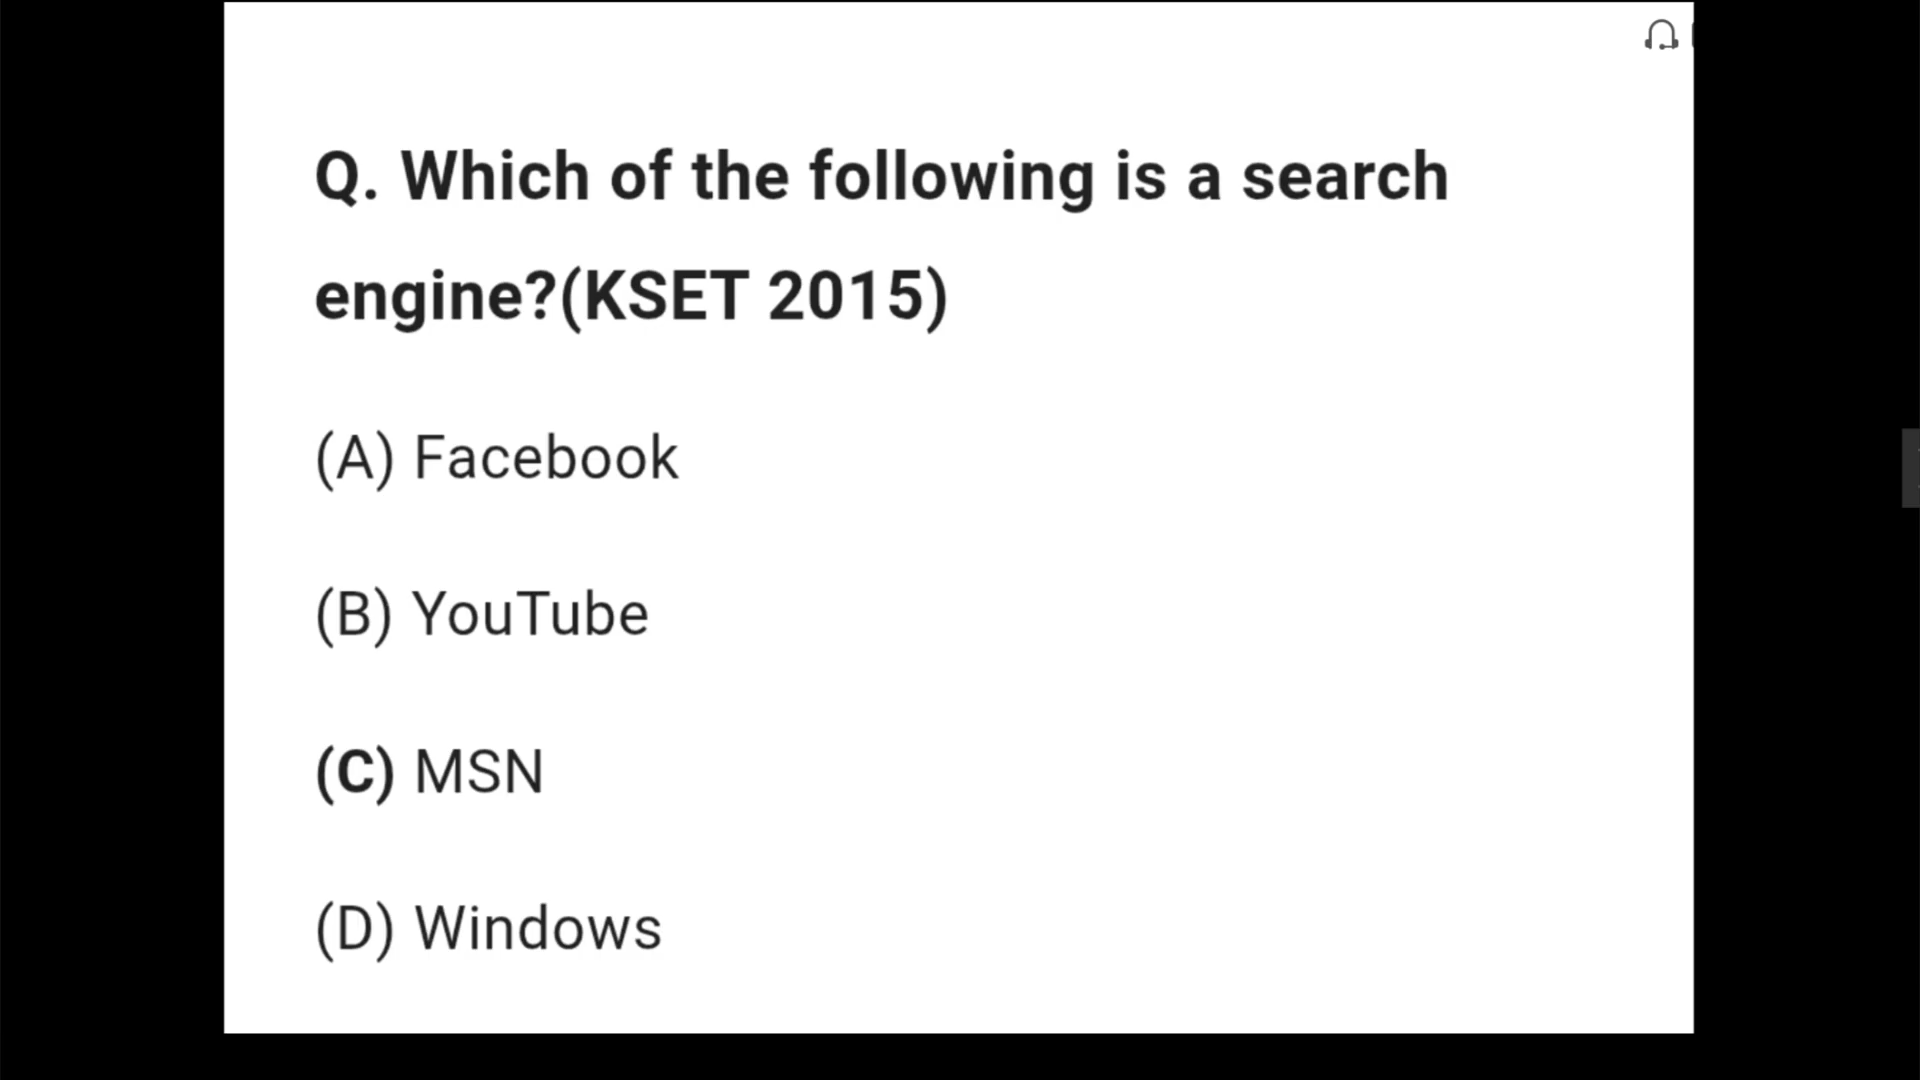 Q. Which of the following is a search
engine?(KSET 2015)
(A) Facebook
(B) YouTube
(C) MSN
(D) Windows